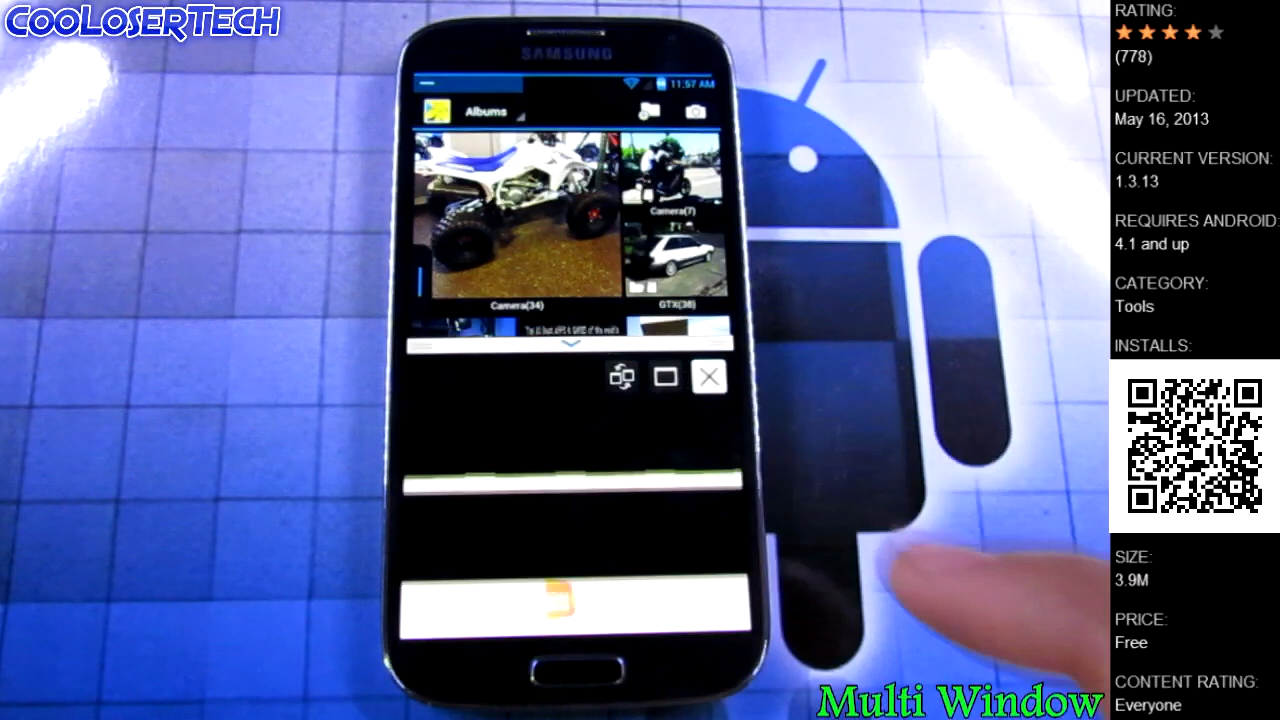 COOLOSERTECH
SAMSUNG
11:57 AM
Albums
Camera(7)
Camera(34)
GTX(38)
Multi Window
RATING:
(778)
UPDATED:
May 16, 2013
CURRENT VERSION:
1.3.13
REQUIRES ANDROID:
4.1 and up
CATEGORY:
Tools
INSTALLS:
SIZE:
3.9M
PRICE:
Free
CONTENT RATING:
Everyone